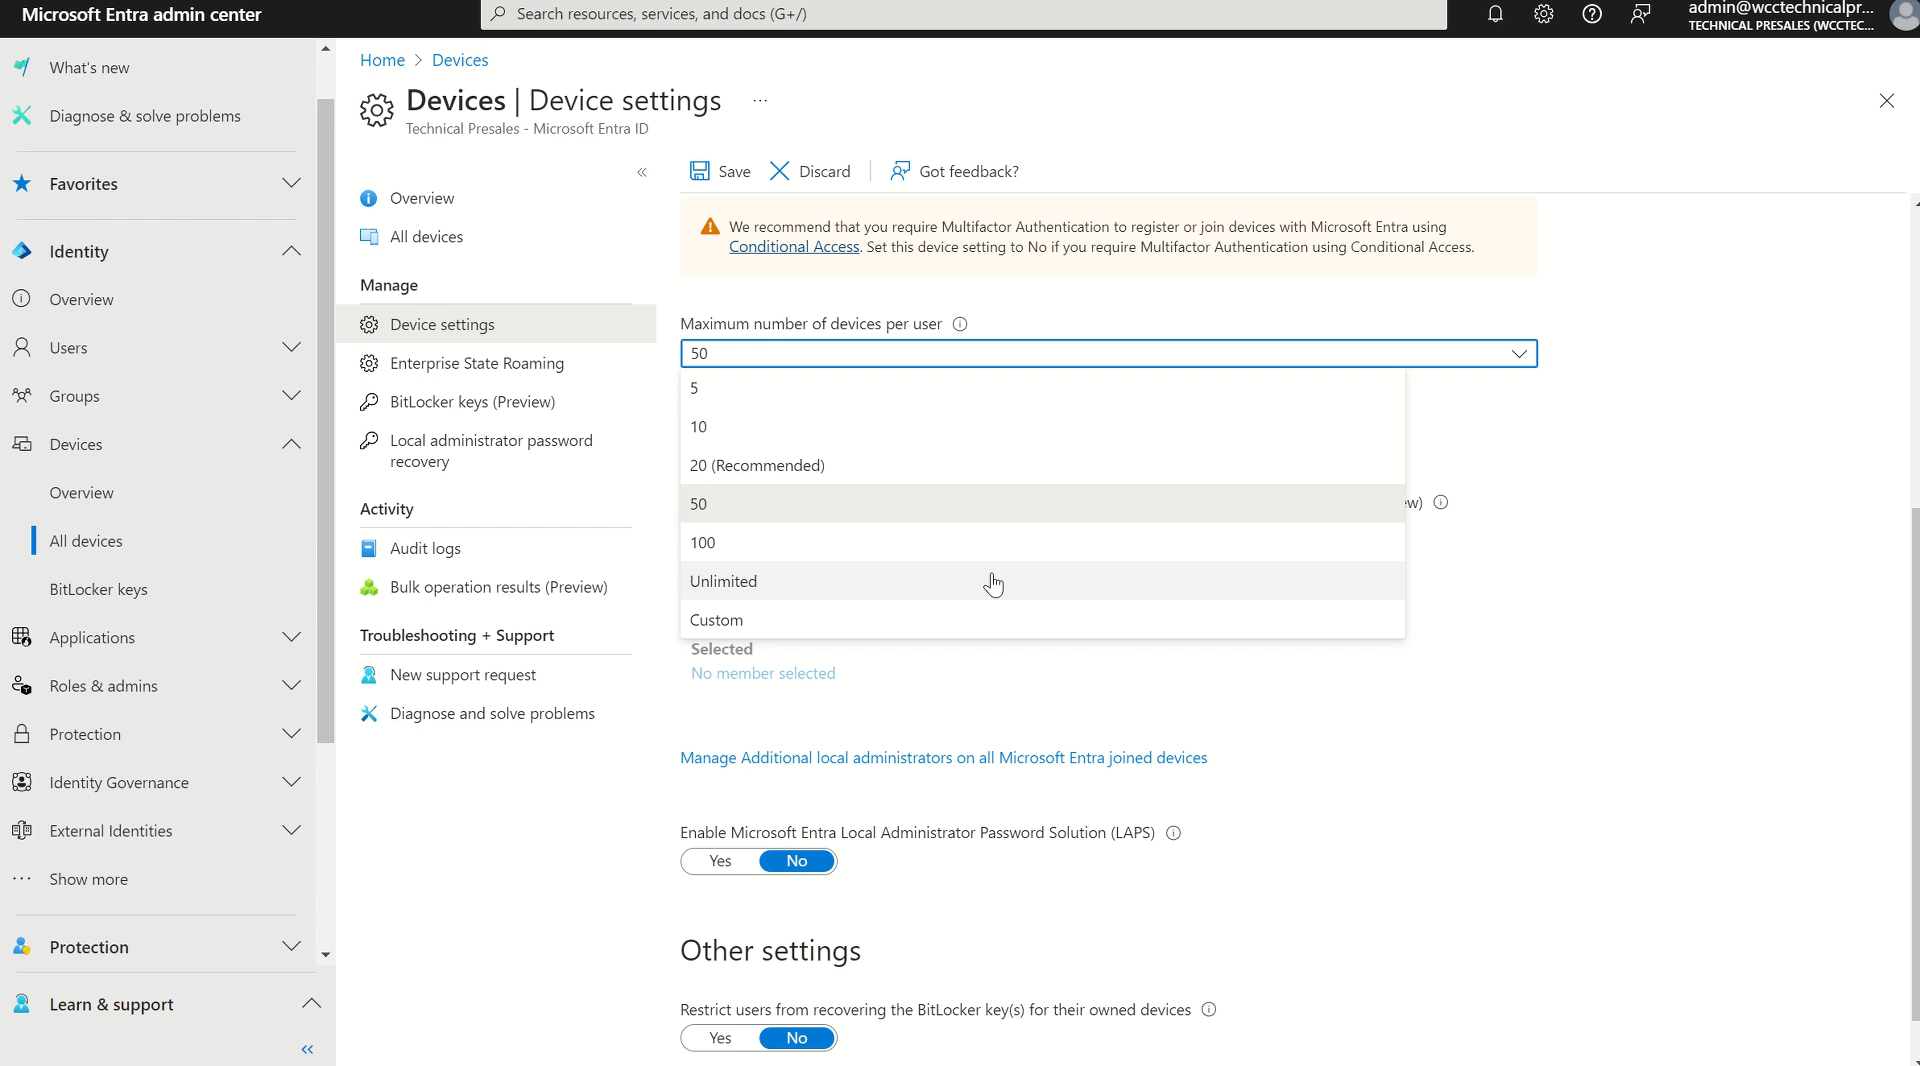 Microsoft Entra admin center
Search resources, services, and docs (G+/)
admin@wcctechnicalpr...
TECHNICAL PRESALES (WCCTEC...
What's new
Diagnose & solve problems
Favorites
Identity
Overview
Users
Groups
Devices
Overview
All devices
BitLocker keys
Applications
Roles & admins
Protection
Identity Governance
External Identities
Show more
Protection
Learn & support
Home > Devices
Devices | Device settings ...
Technical Presales - Microsoft Entra ID
Overview
All devices
Manage
Device settings
Enterprise State Roaming
BitLocker keys (Preview)
Local administrator password
recovery
Activity
Audit logs
Bulk operation results (Preview)
Troubleshooting + Support
New support request
Diagnose and solve problems
Save Discard Got feedback?
We recommend that you require Multifactor Authentication to register or join devices with Microsoft Entra using
Conditional Access. Set this device setting to No if you require Multifactor Authentication using Conditional Access.
Maximum number of devices per user
50
5
10
20 (Recommended)
50
ew)
100
Unlimited
Custom
Selected
No member selected
Manage Additional local administrators on all Microsoft Entra joined devices
Enable Microsoft Entra Local Administrator Password Solution (LAPS)
Yes No
Other settings
Restrict users from recovering the BitLocker key(s) for their owned devices
Yes No